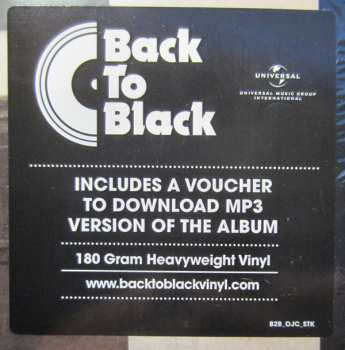 Back
To
Black
UNIVERSAL
UNIVERSAL MUSIC GROUP
INTERNATIONAL
INCLUDES A VOUCHER
TO DOWNLOAD MP3
VERSION OF THE ALBUM
180 Gram Heavyweight Vinyl
www.backtoblackvinyl.com
B2B_OJC_STK